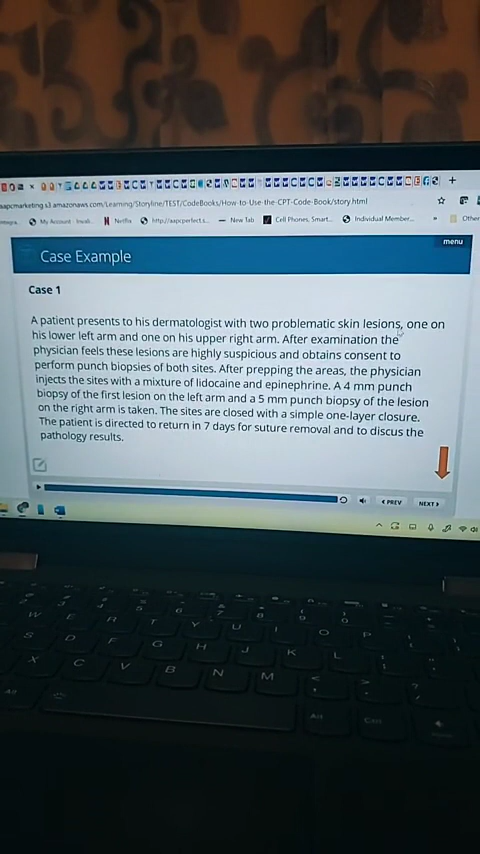 aapcmarketing.s3.amazonaws.com/Learning/Storyline/TEST/CodeBooks/How-to-Use-the-CPT-Code-Book/story.html
My Account
Netflix
http://aapcperfect.i...
New Tab
Cell Phones, Smart...
Individual Member...
»
Other
menu
Case Example
Case 1
A patient presents to his dermatologist with two problematic skin lesions, one on
his lower left arm and one on his upper right arm. After examination the
physician feels these lesions are highly suspicious and obtains consent to
perform punch biopsies of both sites. After prepping the areas, the physician
injects the sites with a mixture of lidocaine and epinephrine. A 4 mm punch
biopsy of the first lesion on the left arm and a 5 mm punch biopsy of the lesion
on the right arm is taken. The sites are closed with a simple one-layer closure.
The patient is directed to return in 7 days for suture removal and to discus the
pathology results.
PREV
NEXT
W E R T Y U I O P
S D F G H J K L
X C V B N M
Alt
Alt
Ctrl